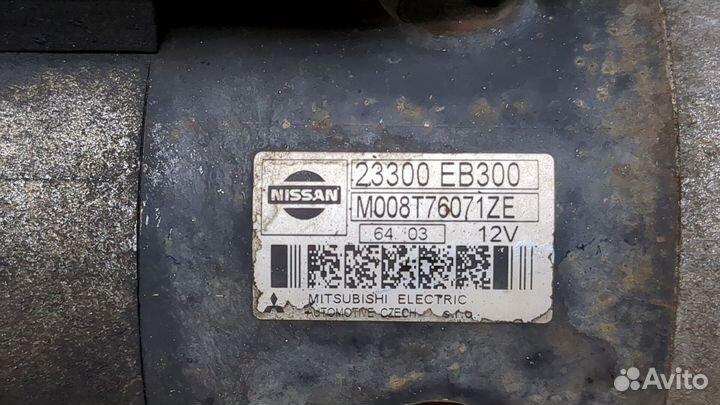 NISSAN
23300 EB300
M008T76071ZE
64 03 12V
MITSUBISHI ELECTRIC
AUTOMOTIVE CZECH s.r.o.
Avito